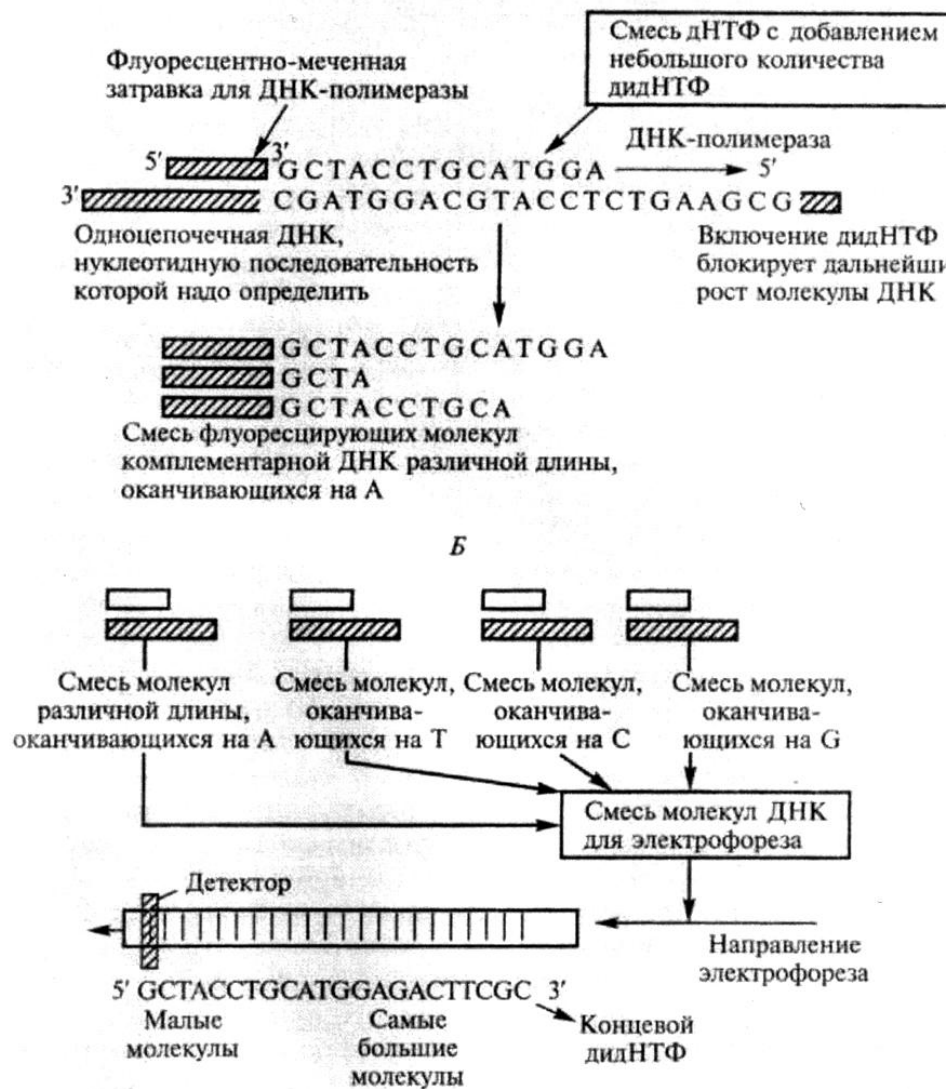 Флуоресцентно-меченная
затравка для ДНК-полимеразы
Смесь дНТФ с добавлением
небольшого количества
дидНТФ
ДНК-полимераза
5′ 3′ GCTACCTGCATGGA 5′
3′ CGATGGACGTACCTCTGAAGCG
Одноцепочечная ДНК,
нуклеотидную последовательность
которой надо определить
Включение дидНТФ
блокирует дальнейши
рост молекулы ДНК
GCTACCTGCATGGA
GCTA
GCTACCTGCA
Смесь флуоресцирующих молекул
комплементарной ДНК различной длины,
оканчивающихся на А
Б
Смесь молекул
различной длины,
оканчивающихся на А
Смесь молекул,
оканчива-
ющихся на Т
Смесь молекул,
оканчива-
ющихся на С
Смесь молекул,
оканчива-
ющихся на G
Смесь молекул ДНК
для электрофореза
Детектор
Направление
электрофореза
5′ GCTACCTGCATGGAGACTTCGC 3′
Малые
молекулы
Самые
большие
молекулы
Концевой
дидНТФ